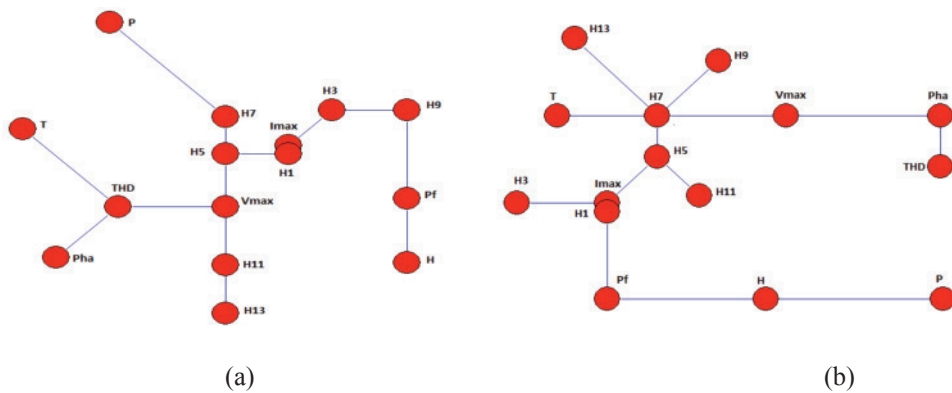 P
H7
H3
H9
T
Imax
H5
H1
THD
Vmax
Pf
Pha
H11
H
H13
(a)
H13
H9
T
H7
Vmax
Pha
H5
THD
H3
Imax
H11
H1
Pf
H
P
(b)